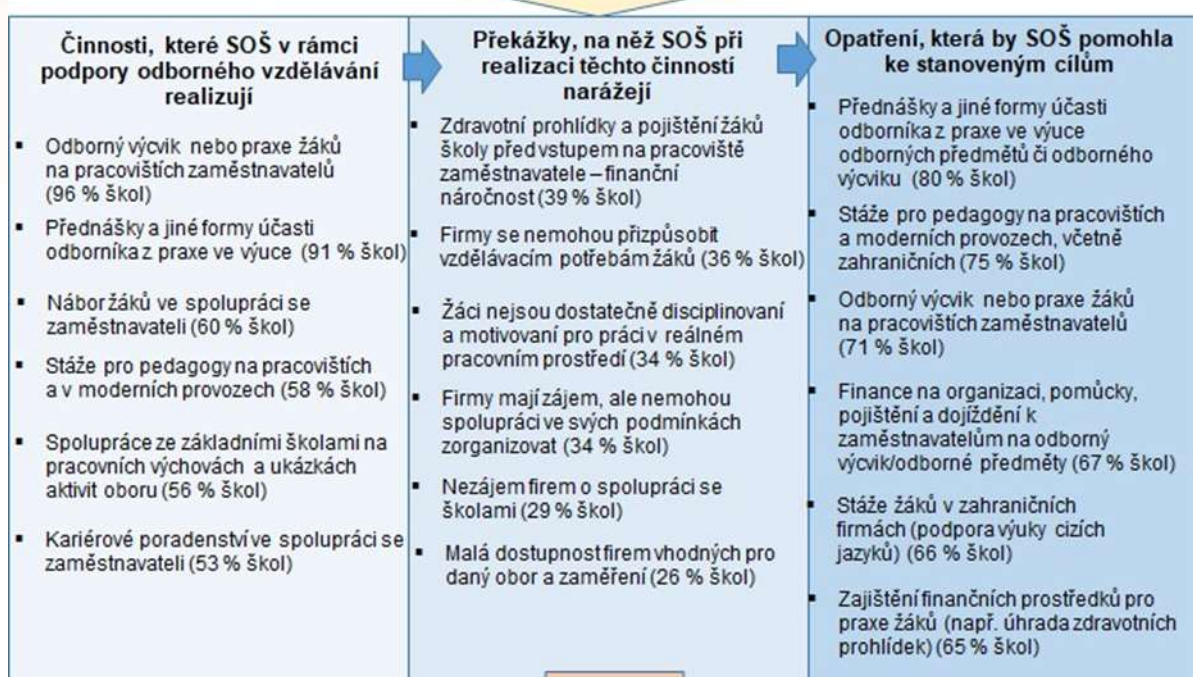 Činnosti, které SOŠ v rámci
podpory odborného vzdělávání
realizují
▪ Odborný výcvik nebo praxe žáků
na pracovištích zaměstnavatelů
(96 % škol)
▪ Přednášky a jiné formy účasti
odborníka z praxe ve výuce (91 % škol)
▪ Nábor žáků ve spolupráci se
zaměstnavateli (60 % škol)
▪ Stáže pro pedagogy na pracovištích
a v moderních provozech (58 % škol)
▪ Spolupráce ze základními školami na
pracovních výchovách a ukázkách
aktivit oboru (56 % škol)
▪ Kariérové poradenství ve spolupráci se
zaměstnavateli (53 % škol)
Překážky, na něž SOŠ při
realizaci těchto činností
narážejí
▪ Zdravotní prohlídky a pojištění žáků
školy před vstupem na pracoviště
zaměstnavatele – finanční
náročnost (39 % škol)
▪ Firmy se nemohou přizpůsobit
vzdělávacím potřebám žáků (36 % škol)
▪ Žáci nejsou dostatečně disciplinovaní
a motivovaní pro práci v reálném
pracovním prostředí (34 % škol)
▪ Firmy mají zájem, ale nemohou
spolupráci ve svých podmínkách
zorganizovat (34 % škol)
▪ Nezájem firem o spolupráci se
školami (29 % škol)
▪ Malá dostupnost firem vhodných pro
daný obor a zaměření (26 % škol)
Opatření, která by SOŠ pomohla
ke stanoveným cílům
▪ Přednášky a jiné formy účasti
odborníka z praxe ve výuce
odborných předmětů či odborného
výcviku (80 % škol)
▪ Stáže pro pedagogy na pracovištích
a moderních provozech, včetně
zahraničních (75 % škol)
▪ Odborný výcvik nebo praxe žáků
na pracovištích zaměstnavatelů
(71 % škol)
▪ Finance na organizaci, pomůcky,
pojištění a dojíždění k
zaměstnavatelům na odborný
výcvik/odborné předměty (67 % škol)
▪ Stáže žáků v zahraničních
firmách (podpora výuky cizích
jazyků) (66 % škol)
▪ Zajištění finančních prostředků pro
praxe žáků (např. úhrada zdravotních
prohlídek) (65 % škol)